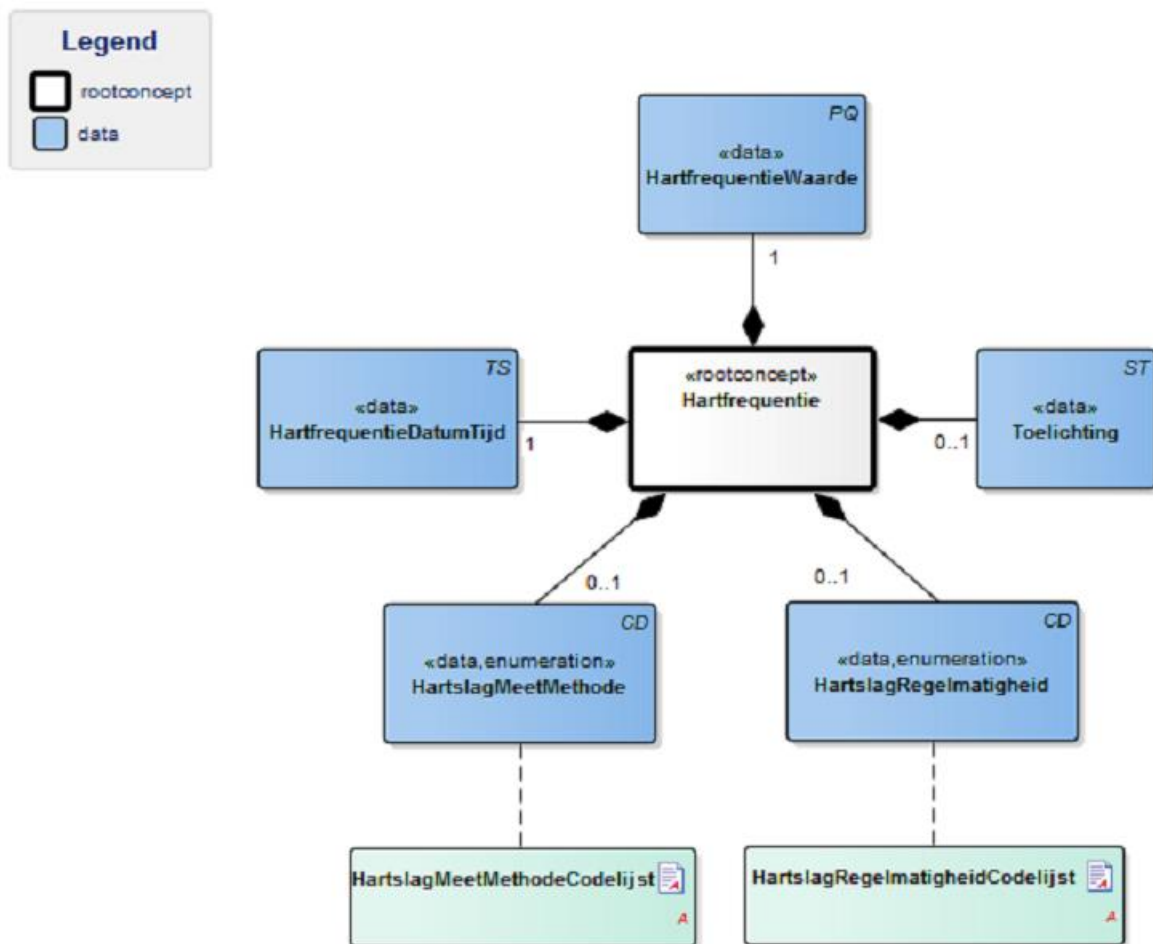 Legend
rootconcept
data
PQ
«data»
HartfrequentieWaarde
1
TS
«data»
HartfrequentieDatumTijd
1
«rootconcept»
Hartfrequentie
ST
«data»
Toelichting
0..1
0..1
0..1
CD
«data,enumeration»
HartslagMeetMethode
CD
«data,enumeration»
HartslagRegelmatigheid
HartslagMeetMethodeCodelijst
A
HartslagRegelmatigheidCodelijst
A